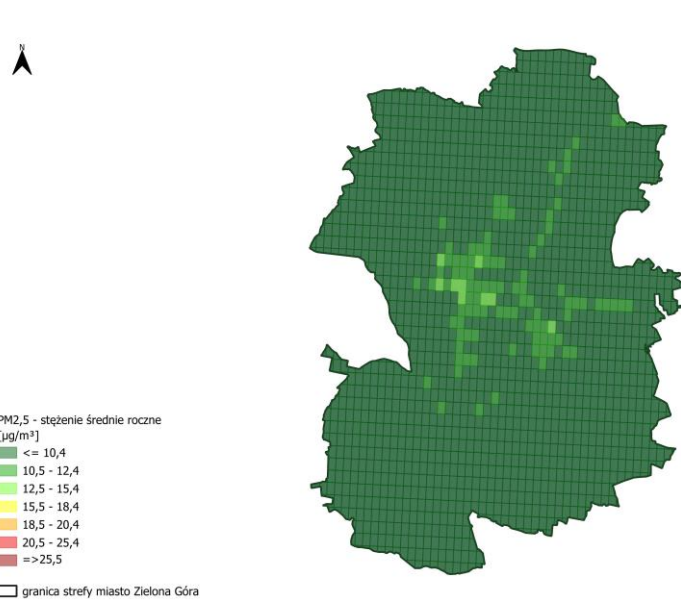 N
PM2,5 - stężenie średnie roczne
[µg/m³]
<= 10,4
10,5 - 12,4
12,5 - 15,4
15,5 - 18,4
18,5 - 20,4
20,5 - 25,4
=>25,5
granica strefy miasto Zielona Góra